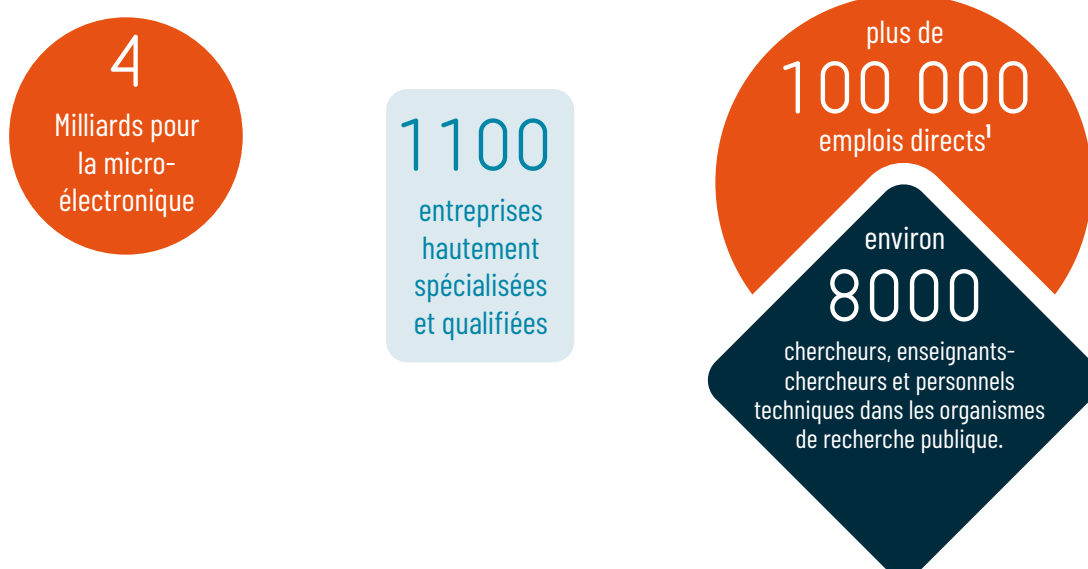 4
Milliards pour
la micro-
électronique
1100
entreprises
hautement
spécialisées
et qualifiées
plus de
100 000
emplois directs¹
environ
8000
chercheurs, enseignants-
chercheurs et personnels
techniques dans les organismes
de recherche publique.